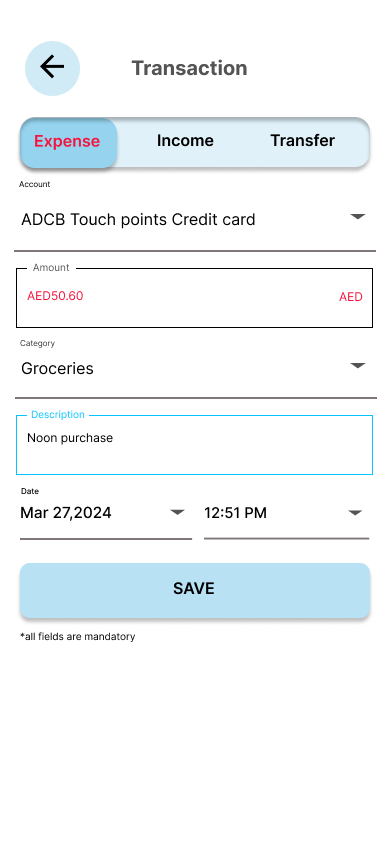 Transaction
Expense Income Transfer
Account
ADCB Touch points Credit card
Amount
AED50.60 AED
Category
Groceries
Description
Noon purchase
Date
Mar 27,2024 12:51 PM
SAVE
*all fields are mandatory